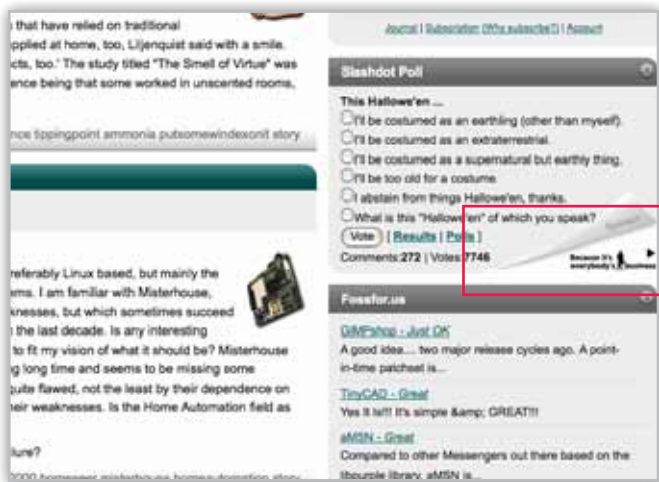 that have relied on traditional
applied at home, too, Liljenquist said with a smile.
cts, too.' The study titled "The Smell of Virtue" was
ence being that some worked in unscented rooms,
nce tippingpoint ammonia putsomewindexonit story
referably Linux based, but mainly the
ms. I am familiar with Misterhouse,
knesses, but which sometimes succeed
the last decade. Is any interesting
to fit my vision of what it should be? Misterhouse
g long time and seems to be missing some
quite flawed, not the least by their dependence on
eir weaknesses. Is the Home Automation field as
lure?
2000 homeseer misterhouse homeautomation story
Journal | Subscription (Why subscribe?) | Account
Slashdot Poll
This Hallowe'en ...
I'll be costumed as an earthling (other than myself).
I'll be costumed as an extraterrestrial.
I'll be costumed as a supernatural but earthly thing.
I'll be too old for a costume.
I abstain from things Hallowe'en, thanks.
What is this "Hallowe'en" of which you speak?
Vote [ Results | Polls ]
Comments:272 | Votes:7746
Because it's
everybody's business
Fossfor.us
GIMPshop - Just OK
A good idea.... two major release cycles ago. A point-
in-time patchset is...
TinyCAD - Great
Yes It Is!!! It's simple &amp; GREAT!!!
aMSN - Great
Compared to other Messengers out there based on the
libpurple library, aMSN is...